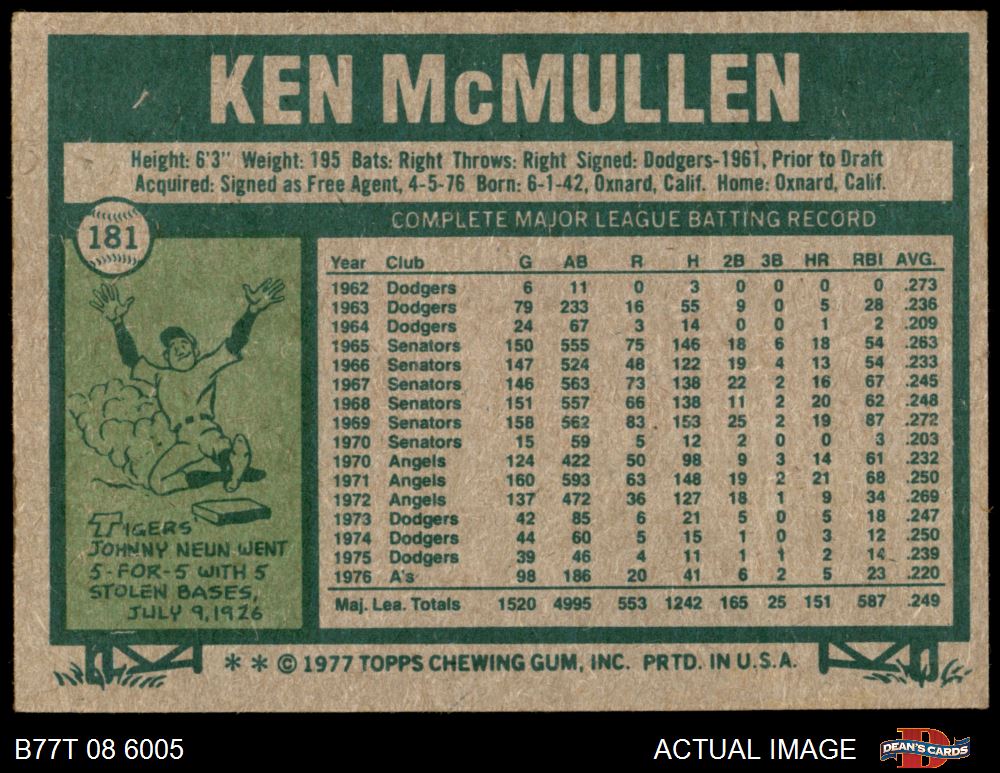 KEN McMULLEN
Height: 6'3" Weight: 195 Bats: Right Throws: Right Signed: Dodgers-1961, Prior to Draft
Acquired: Signed as Free Agent, 4-5-76 Born: 6-1-42, Oxnard, Calif. Home: Oxnard, Calif.
181
COMPLETE MAJOR LEAGUE BATTING RECORD
Year Club G AB R H 2B 3B HR RBI AVG.
1962 Dodgers 6 11 0 3 0 0 0 0 .273
1963 Dodgers 79 233 16 55 9 0 5 28 .236
1964 Dodgers 24 67 3 14 0 0 1 2 .209
1965 Senators 150 555 75 146 18 6 18 54 .263
1966 Senators 147 524 48 122 19 4 13 54 .233
1967 Senators 146 563 73 138 22 2 16 67 .245
1968 Senators 151 557 66 138 11 2 20 62 .248
1969 Senators 158 562 83 153 25 2 19 87 .272
1970 Senators 15 59 5 12 2 0 0 3 .203
1970 Angels 124 422 50 98 9 3 14 61 .232
1971 Angels 160 593 63 148 19 2 21 68 .250
1972 Angels 137 472 36 127 18 1 9 34 .269
1973 Dodgers 42 85 6 21 5 0 5 18 .247
1974 Dodgers 44 60 5 15 1 0 3 12 .250
1975 Dodgers 39 46 4 11 1 1 2 14 .239
1976 A's 98 186 20 41 6 2 5 23 .220
Maj. Lea. Totals 1520 4995 553 1242 165 25 151 587 .249
TIGERS'
JOHNNY NEUN WENT
5-FOR-5 WITH 5
STOLEN BASES,
JULY 9, 1926
* * © 1977 TOPPS CHEWING GUM, INC. PRTD. IN U.S.A.
B77T 08 6005
ACTUAL IMAGE
DEAN'S CARDS